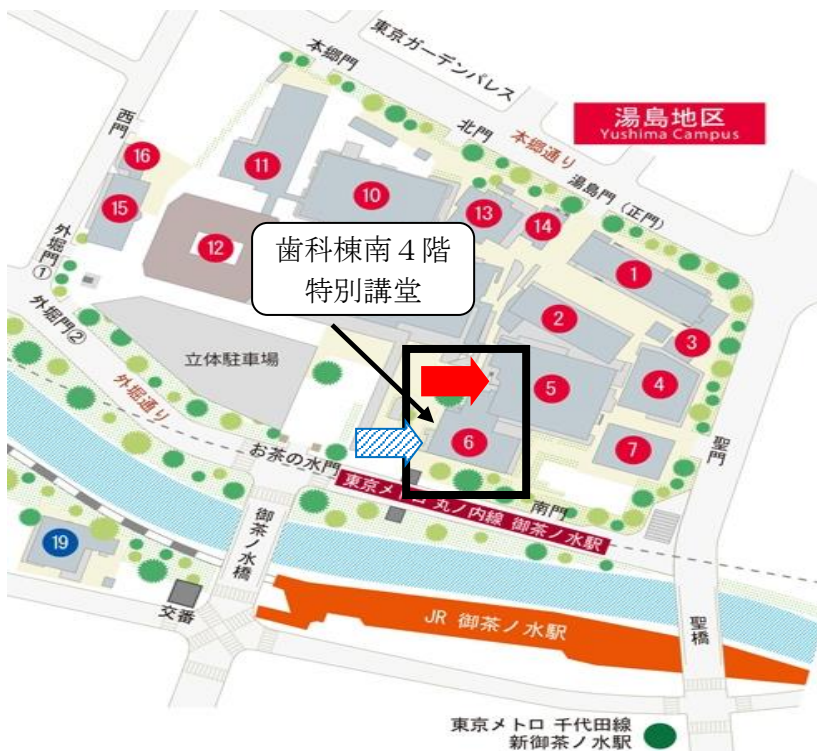 東京ガーデンパレス
本郷門
湯島地区
Yushima Campus
西門
北門
本郷通り
湯島門(正門)
16
11
10
15
13
14
12
歯科棟南４階
特別講堂
1
外堀門①
外堀門②
2
3
立体駐車場
5
4
外堀通り
6
7
聖門
お茶の水門
東京メトロ 丸ノ内線 御茶ノ水駅
南門
19
御茶ノ水橋
交番
JR 御茶ノ水駅
聖橋
東京メトロ 千代田線
新御茶ノ水駅